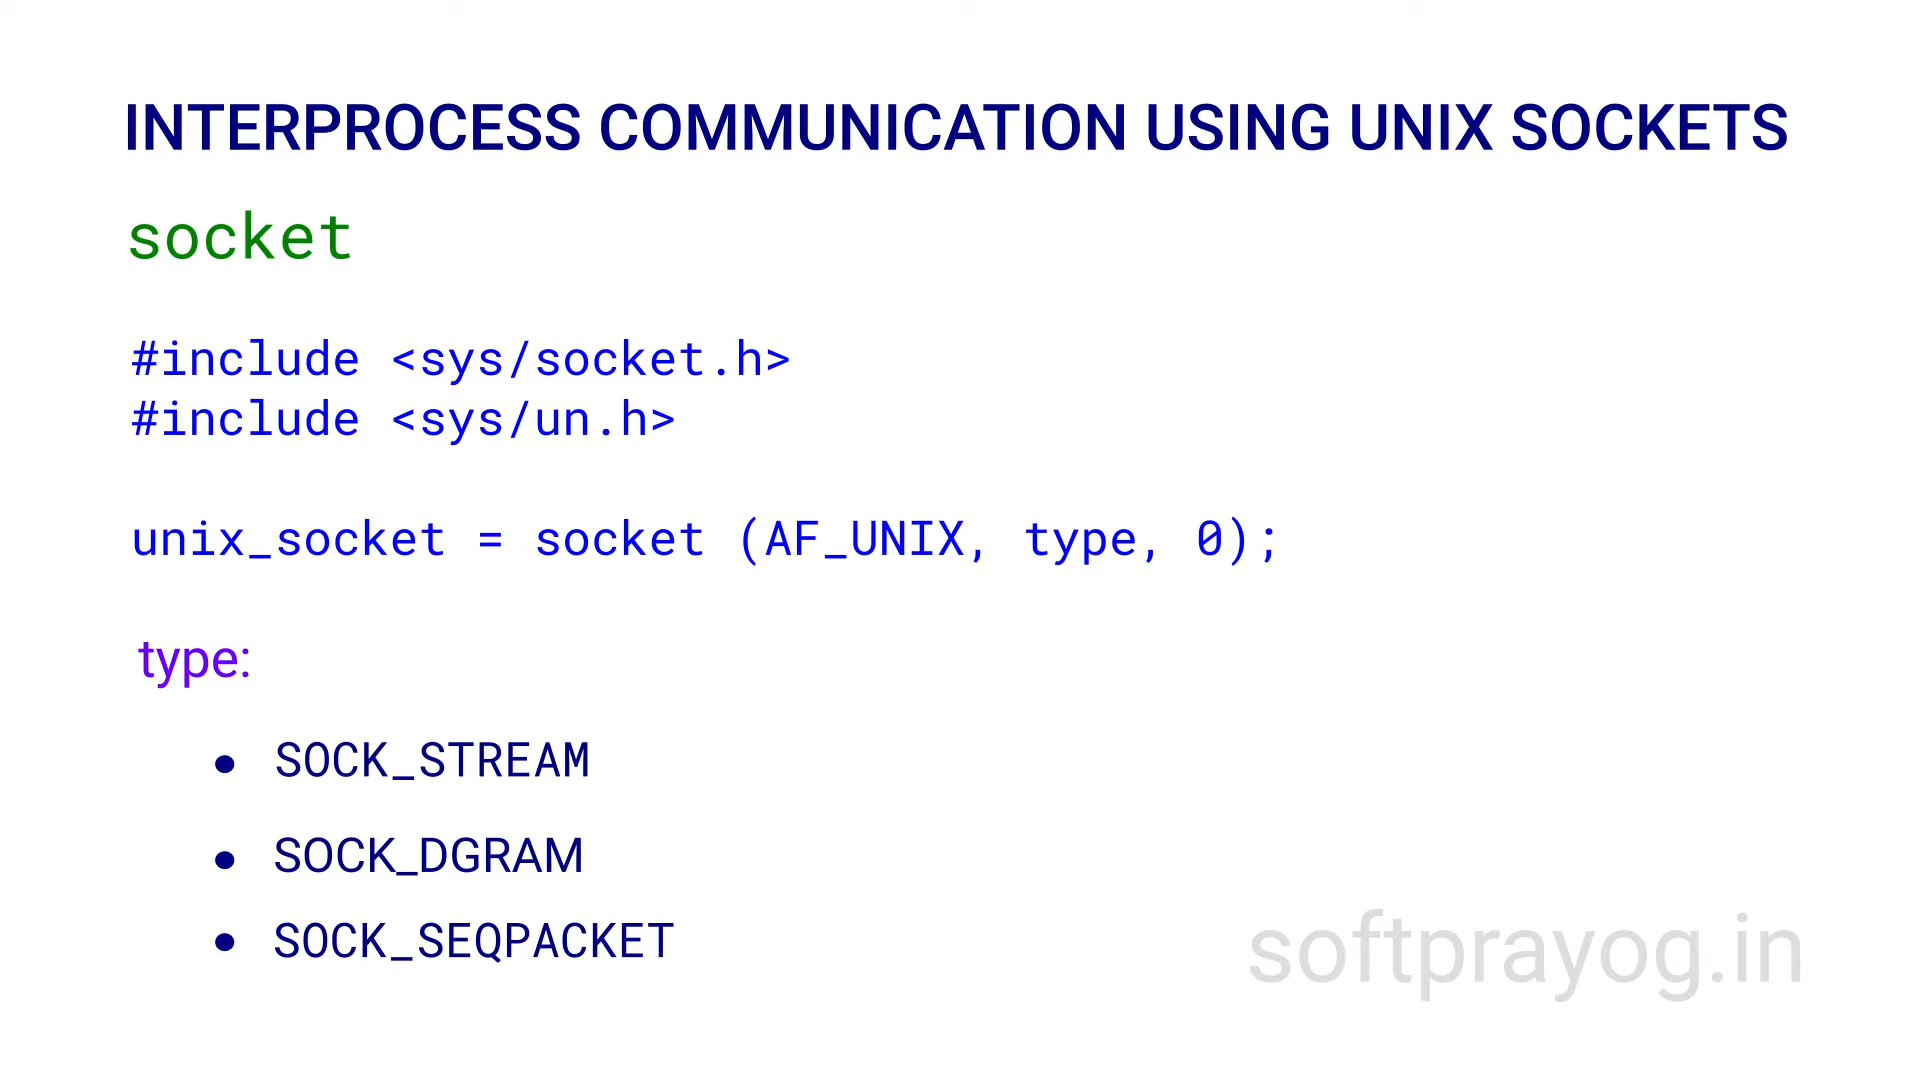 INTERPROCESS COMMUNICATION USING UNIX SOCKETS
socket
#include <sys/socket.h>
#include <sys/un.h>
unix_socket = socket (AF_UNIX, type, 0);
type:
● SOCK_STREAM
● SOCK_DGRAM
● SOCK_SEQPACKET
softprayog.in